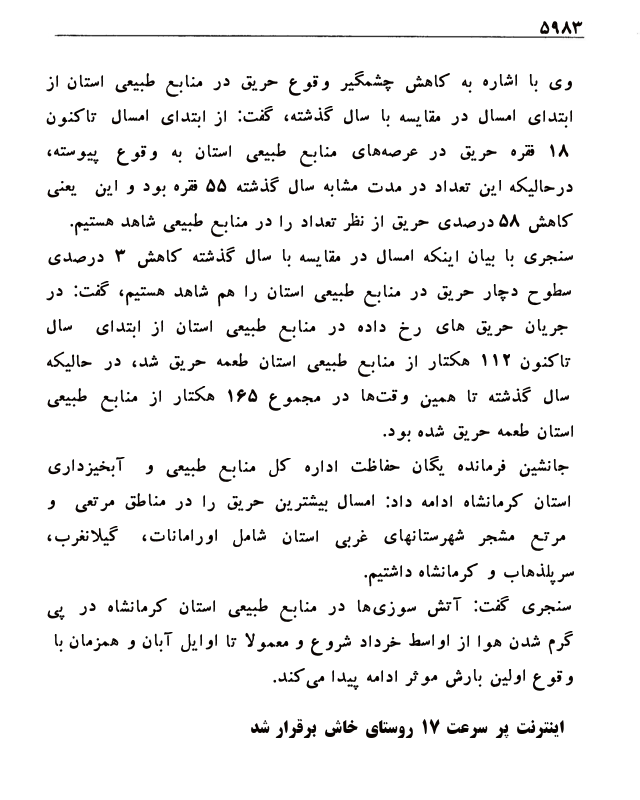 ۵۹۸۳
وی با اشاره به کاهش چشمگیر وقوع حریق در منابع طبیعی استان از
ابتدای امسال در مقایسه با سال گذشته، گفت: از ابتدای امسال تاکنون
۱۸ فقره حریق در عرصه‌های منابع طبیعی استان به وقوع پیوسته،
درحالیکه این تعداد در مدت مشابه سال گذشته ۵۵ فقره بود و این یعنی
کاهش ۵۸ درصدی حریق از نظر تعداد را در منابع طبیعی شاهد هستیم.
سنجری با بیان اینکه امسال در مقایسه با سال گذشته کاهش ۳ درصدی
سطوح دچار حریق در منابع طبیعی استان را هم شاهد هستیم، گفت: در
جریان حریق های رخ داده در منابع طبیعی استان از ابتدای سال
تاکنون ۱۱۲ هکتار از منابع طبیعی استان طعمه حریق شد، در حالیکه
سال گذشته تا همین وقت‌ها در مجموع ۱۶۵ هکتار از منابع طبیعی
استان طعمه حریق شده بود.
جانشین فرمانده یگان حفاظت اداره کل منابع طبیعی و آبخیزداری
استان کرمانشاه ادامه داد: امسال بیشترین حریق را در مناطق مرتعی و
مرتع مشجر شهرستانهای غربی استان شامل اورامانات، گیلانغرب،
سرپلذهاب و کرمانشاه داشتیم.
سنجری گفت: آتش سوزی‌ها در منابع طبیعی استان کرمانشاه در پی
گرم شدن هوا از اواسط خرداد شروع و معمولا تا اوایل آبان و همزمان با
وقوع اولین بارش موثر ادامه پیدا می‌کند.
اینترنت پر سرعت ۱۷ روستای خاش برقرار شد